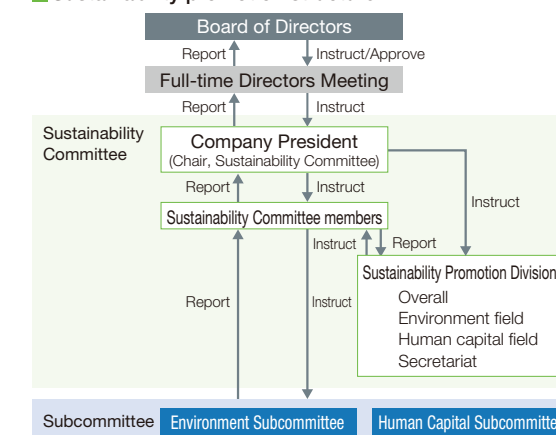 Board of Directors
Report
Instruct/Approve
Full-time Directors Meeting
Report
Instruct
Sustainability
Committee
Company President
(Chair, Sustainability Committee)
Report
Instruct
Instruct
Sustainability Committee members
Instruct
Report
Sustainability Promotion Division
Overall
Environment field
Human capital field
Secretariat
Report
Instruct
Subcommittee
Environment Subcommittee
Human Capital Subcommitte